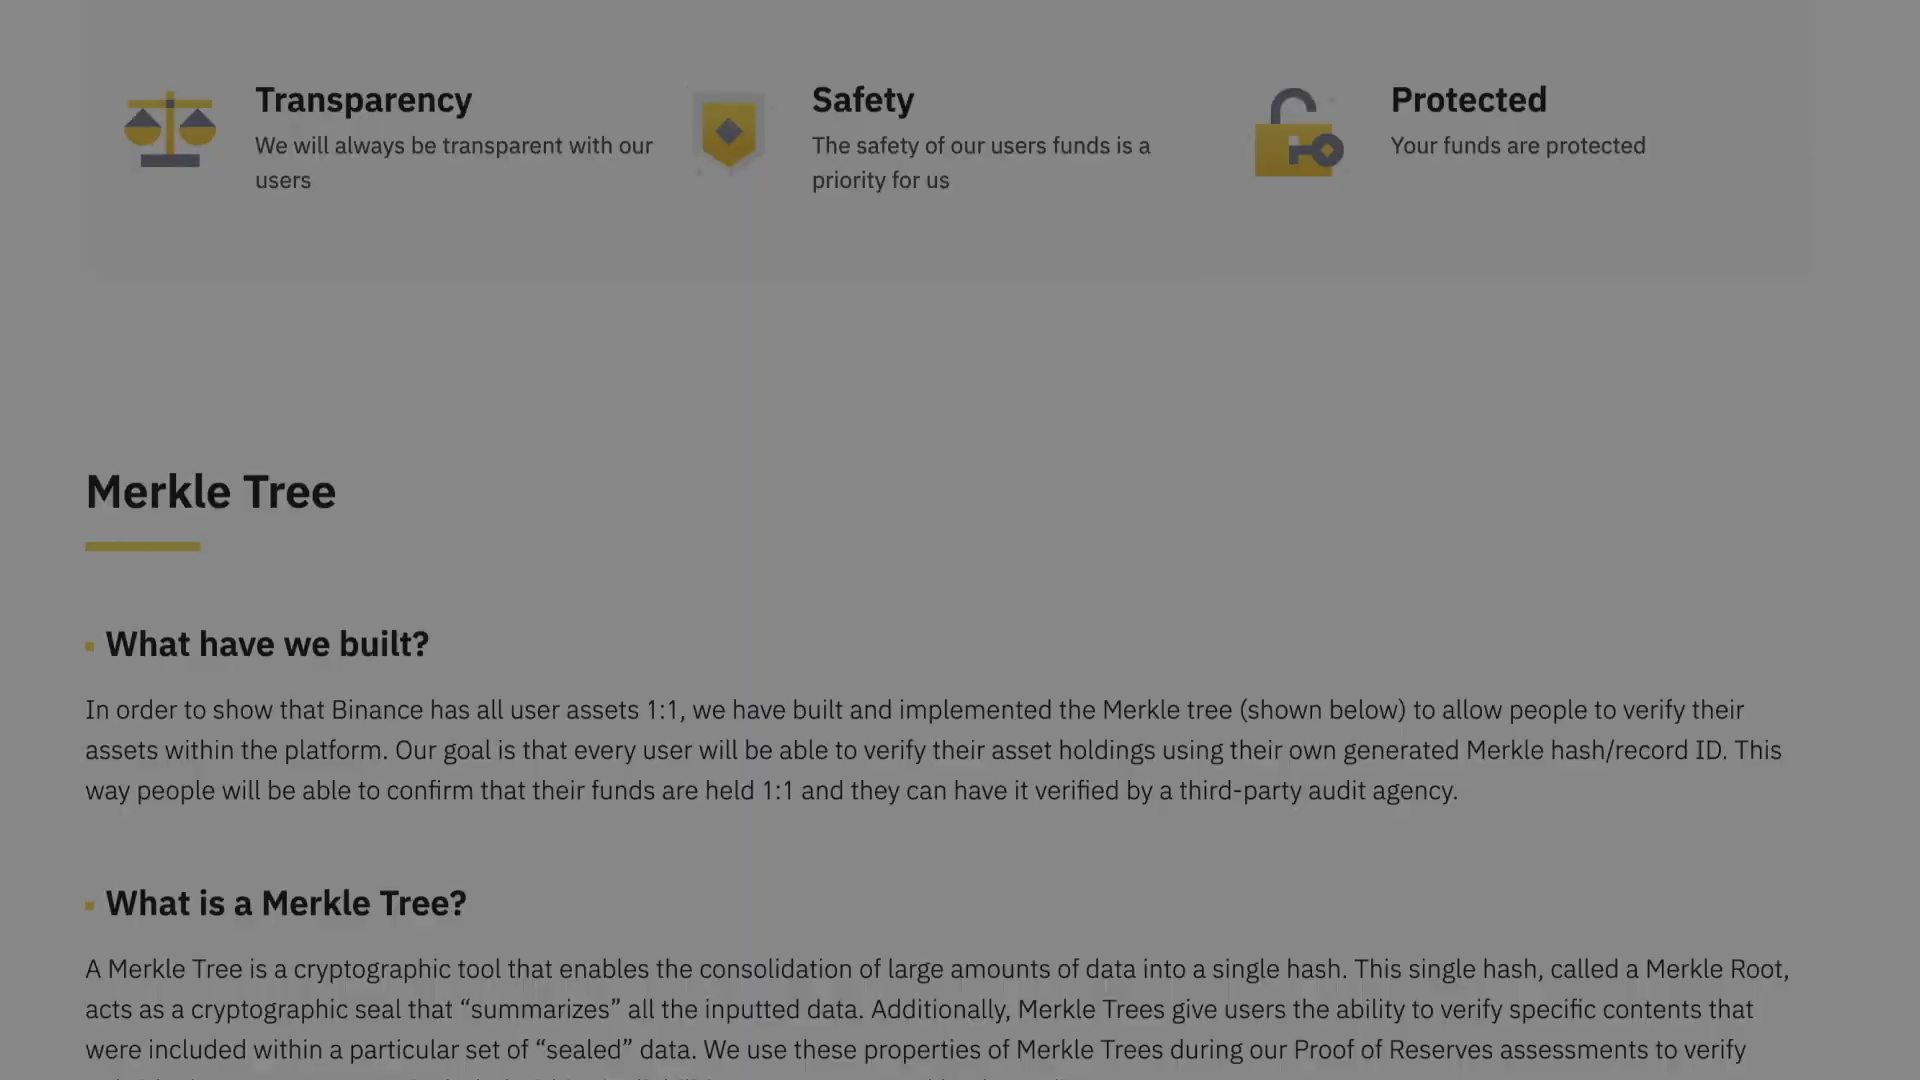 Transparency
We will always be transparent with our
users
Safety
The safety of our users funds is a
priority for us
Protected
Your funds are protected
Merkle Tree
What have we built?
In order to show that Binance has all user assets 1:1, we have built and implemented the Merkle tree (shown below) to allow people to verify their
assets within the platform. Our goal is that every user will be able to verify their asset holdings using their own generated Merkle hash/record ID. This
way people will be able to confirm that their funds are held 1:1 and they can have it verified by a third-party audit agency.
What is a Merkle Tree?
A Merkle Tree is a cryptographic tool that enables the consolidation of large amounts of data into a single hash. This single hash, called a Merkle Root,
acts as a cryptographic seal that “summarizes” all the inputted data. Additionally, Merkle Trees give users the ability to verify specific contents that
were included within a particular set of “sealed” data. We use these properties of Merkle Trees during our Proof of Reserves assessments to verify